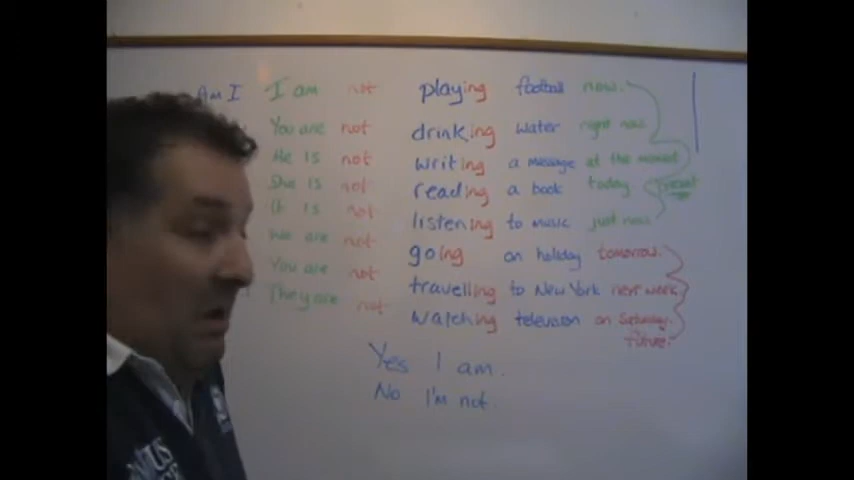 Am I I am not playing football now.
You are not drinking water right now
He is not writing a message at the moment
She is not reading a book today present
It is not listening to music just now
We are not going on holiday tomorrow.
You are not travelling to New York next week.
They are not watching television on Saturday.
future.
Yes I am.
No I'm not.